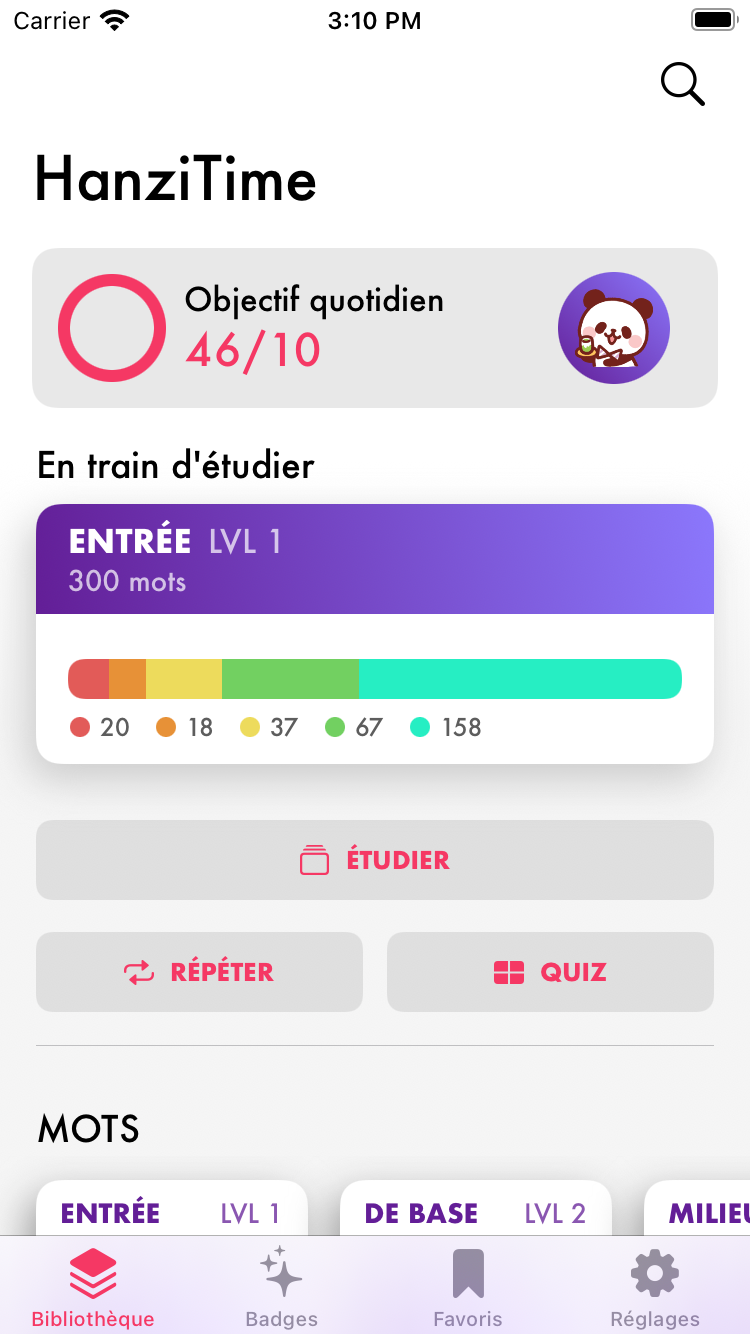 Carrier 3:10 PM
HanziTime
Objectif quotidien
46/10
En train d'étudier
ENTRÉE LVL 1
300 mots
20 18 37 67 158
ÉTUDIER
RÉPÉTER QUIZ
MOTS
ENTRÉE LVL 1 DE BASE LVL 2 MILIEU
Bibliothèque Badges Favoris Réglages